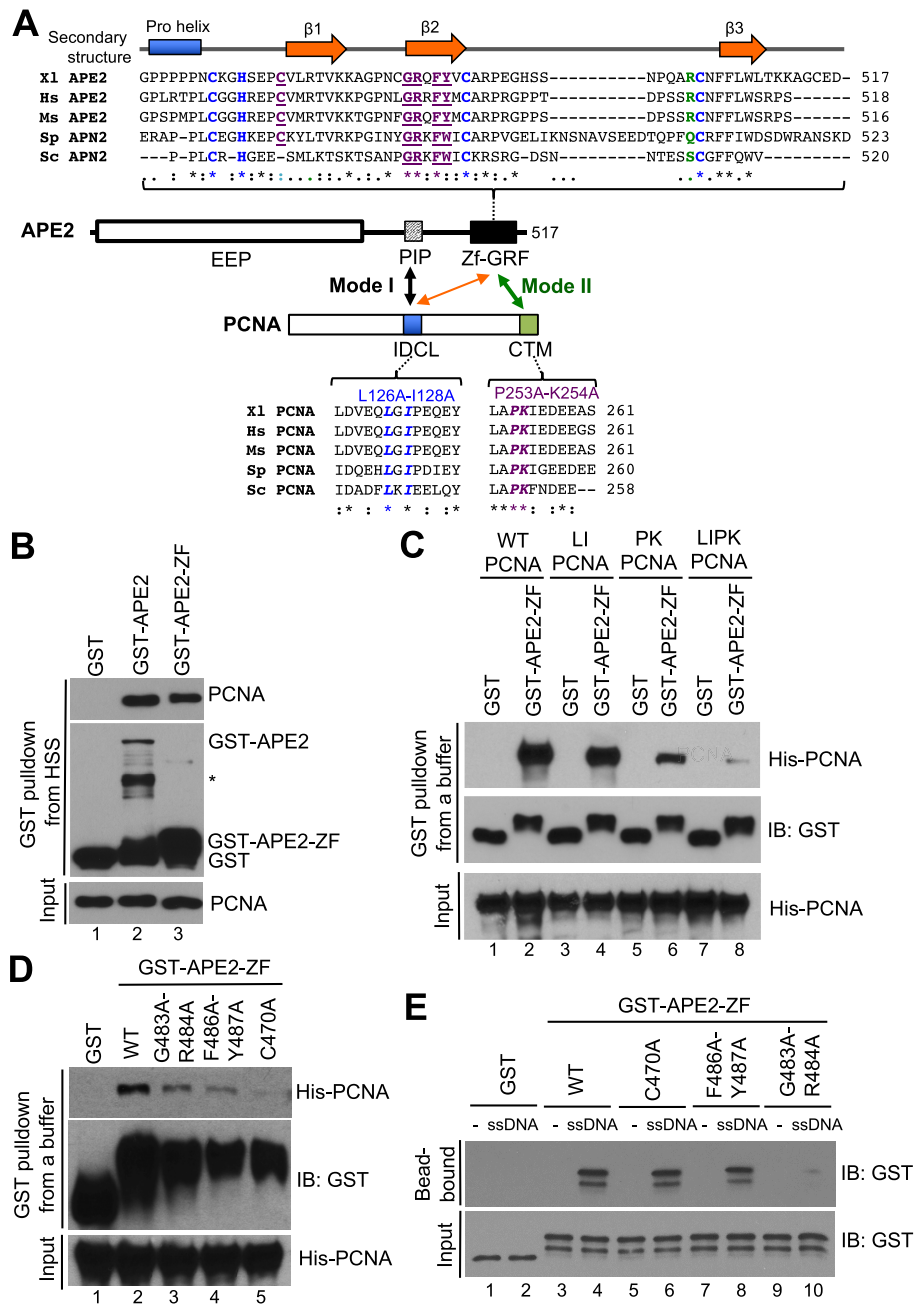 A
Secondary structure
Pro helix
β1
β2
β3
Xl APE2 GPPPPPNCKGHSEPCVLRTVKKAGPNCGRQFYVCARPEGHSS------------NPQARCNFFLWLTKKAGCED- 517
Hs APE2 GPLRTPLCGGHREPCVMRTVKKPGPNLGRRFYMCARPRGPPT------------DPSSRCNFFLWSRPS------ 518
Ms APE2 GPSPMPLCGGHREPCVMRTVKKTGPNFGRQFYMCARPRGPPS------------DPSSRCNFFLWSRPS------ 516
Sp APN2 ERAP-PLCEGHKEPCKYLTVRKPGINYGRKFWICARPVGELIKNSNAVSEEDTQPFQCRFFIWDSDWRANSKD 523
Sc APN2 --P-PLCRHGEE-SMLKTSKTSANPGRKFWICKRSRGDSN-----------NTESSCGFFQWV----- 520
APE2
517
EEP
PIP
Zf-GRF
Mode I
Mode II
PCNA
IDCL
CTM
L126A-I128A
P253A-K254A
Xl PCNA LDVEQLGIPEQEY LAPKIEDEEAS 261
Hs PCNA LDVEQLGIPEQEY LAPKIEDEEGS 261
Ms PCNA LDVEQLGIPEQEY LAPKIEDEEAS 261
Sp PCNA IDQEHLGIPDIEY LAPKIGEEDEE 260
Sc PCNA IDADFLKIEELQY LAPKFNDEE-- 258
B
GST
GST-APE2
GST-APE2-ZF
GST pulldown from HSS
PCNA
GST-APE2
*
GST-APE2-ZF
GST
Input
PCNA
1 2 3
C
WT PCNA
LI PCNA
PK PCNA
LIPK PCNA
GST GST-APE2-ZF GST GST-APE2-ZF GST GST-APE2-ZF GST GST-APE2-ZF
GST pulldown from a buffer
His-PCNA
IB: GST
Input
His-PCNA
1 2 3 4 5 6 7 8
D
GST-APE2-ZF
GST
WT
G483A-R484A
F486A-Y487A
C470A
GST pulldown from a buffer
His-PCNA
IB: GST
Input
His-PCNA
1 2 3 4 5
E
GST-APE2-ZF
GST
WT
C470A
F486A-Y487A
G483A-R484A
- ssDNA - ssDNA - ssDNA - ssDNA - ssDNA
Bead-bound
IB: GST
Input
IB: GST
1 2 3 4 5 6 7 8 9 10